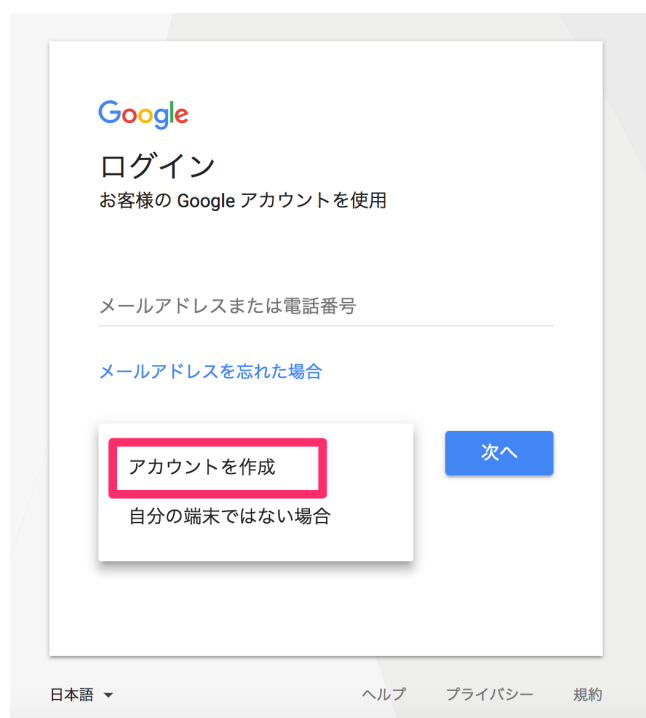 Google
ログイン
お客様の Google アカウントを使用
メールアドレスまたは電話番号
メールアドレスを忘れた場合
アカウントを作成
次へ
自分の端末ではない場合
日本語
ヘルプ プライバシー 規約